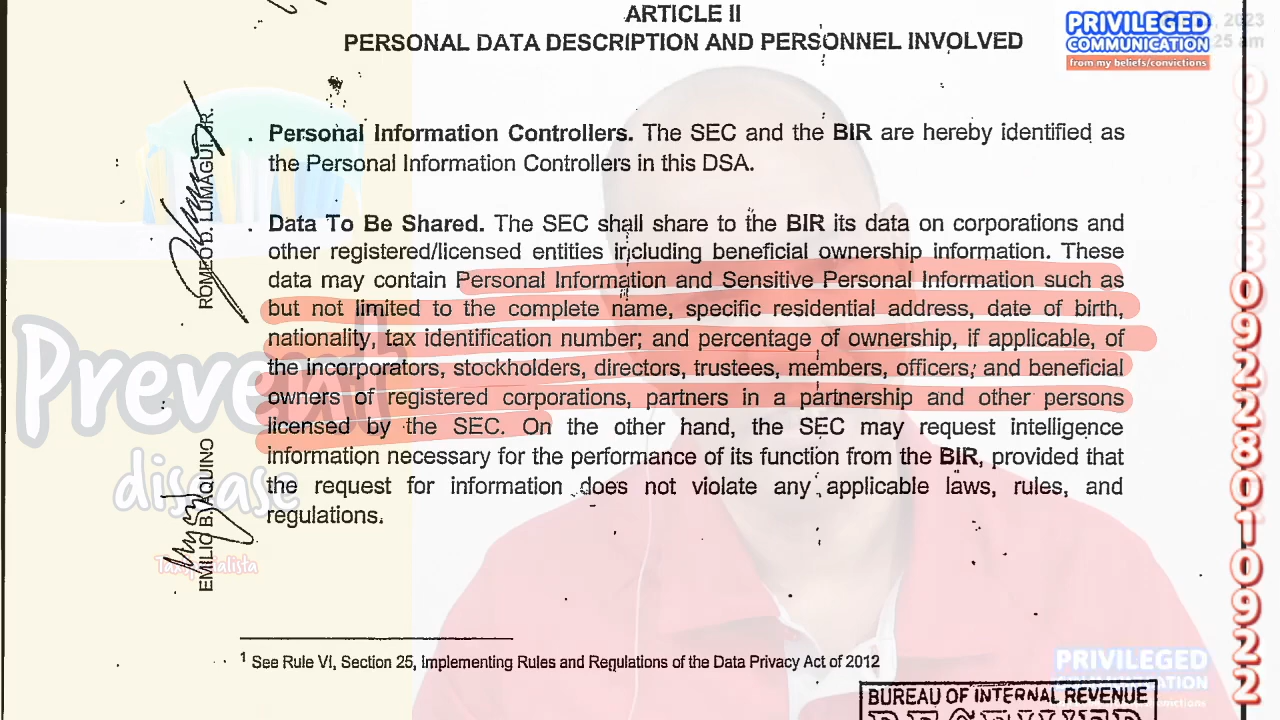 ARTICLE II
PERSONAL DATA DESCRIPTION AND PERSONNEL INVOLVED
PRIVILEGED
COMMUNICATION
from my beliefs/convictions
, 2023
25 am
. Personal Information Controllers. The SEC and the BIR are hereby identified as
the Personal Information Controllers in this DSA.
. Data To Be Shared. The SEC shall share to the BIR its data on corporations and
other registered/licensed entities including beneficial ownership information. These
data may contain Personal Information and Sensitive Personal Information such as
but not limited to the complete name, specific residential address, date of birth,
nationality, tax identification number; and percentage of ownership, if applicable, of
the incorporators, stockholders, directors, trustees, members, officers; and beneficial
owners of registered corporations, partners in a partnership and other persons
licensed by the SEC. On the other hand, the SEC may request intelligence
information necessary for the performance of its function from the BIR, provided that
the request for information does not violate any applicable laws, rules, and
regulations.
ROMEO D. LUMAGUI, JR.
EMILIO B. AQUINO
Prevent
disease
1 See Rule VI, Section 25, Implementing Rules and Regulations of the Data Privacy Act of 2012
PRIVILEGED
COMMUNICATION
BUREAU OF INTERNAL REVENUE
09228010922